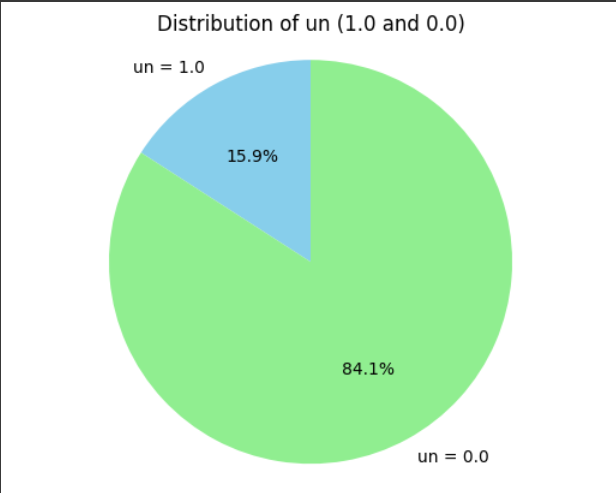 Distribution of un (1.0 and 0.0)
un = 1.0
15.9%
84.1%
un = 0.0